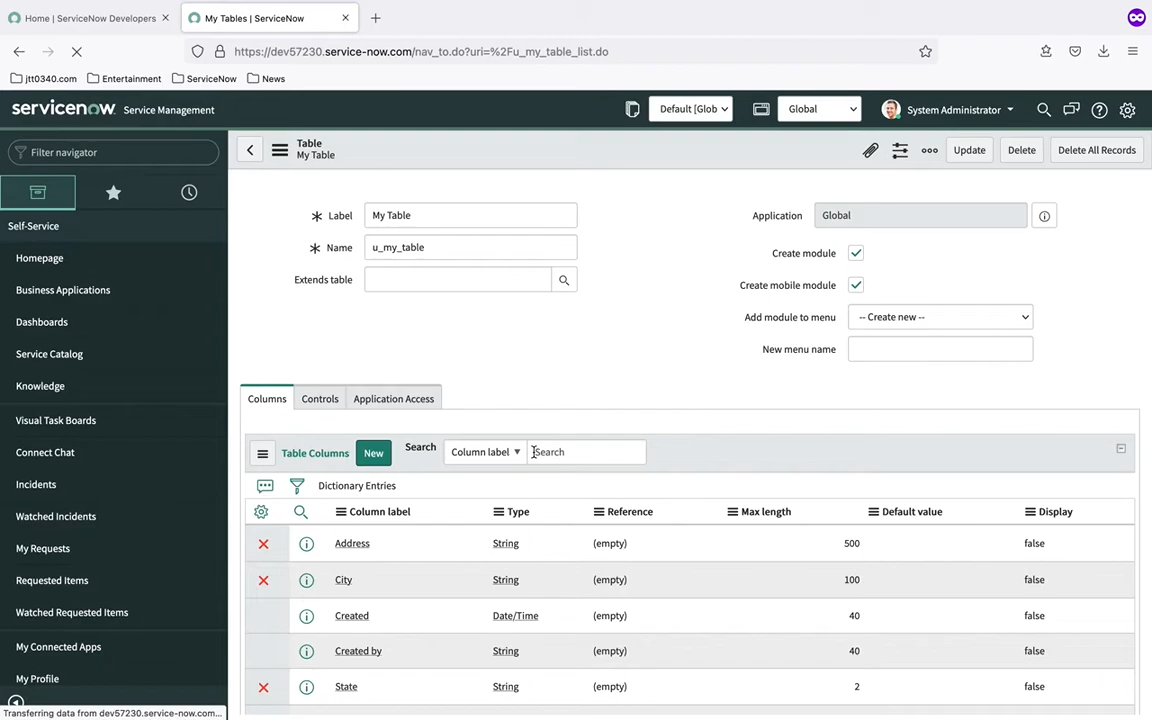 Home | ServiceNow Developers
My Tables | ServiceNow
https://dev57230.service-now.com/nav_to.do?uri=%2Fu_my_table_list.do
jtt0340.com Entertainment ServiceNow News
servicenow Service Management Default [Glob Global System Administrator
Filter navigator
Table
My Table
Update Delete Delete All Records
Self-Service
Homepage
Business Applications
Dashboards
Service Catalog
Knowledge
Visual Task Boards
Connect Chat
Incidents
Watched Incidents
My Requests
Requested Items
Watched Requested Items
My Connected Apps
My Profile
Transferring data from dev57230.service-now.com...
Label My Table
Name u_my_table
Extends table
Application Global
Create module
Create mobile module
Add module to menu -- Create new --
New menu name
Columns Controls Application Access
Table Columns New Search Column label Search
Dictionary Entries
Column label Type Reference Max length Default value Display
Address String (empty) 500 false
City String (empty) 100 false
Created Date/Time (empty) 40 false
Created by String (empty) 40 false
State String (empty) 2 false